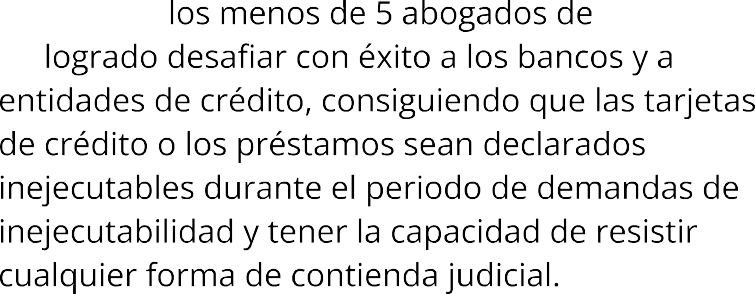 los menos de 5 abogados de
logrado desafiar con éxito a los bancos y a
entidades de crédito, consiguiendo que las tarjetas
de crédito o los préstamos sean declarados
inejecutables durante el periodo de demandas de
inejecutabilidad y tener la capacidad de resistir
cualquier forma de contienda judicial.